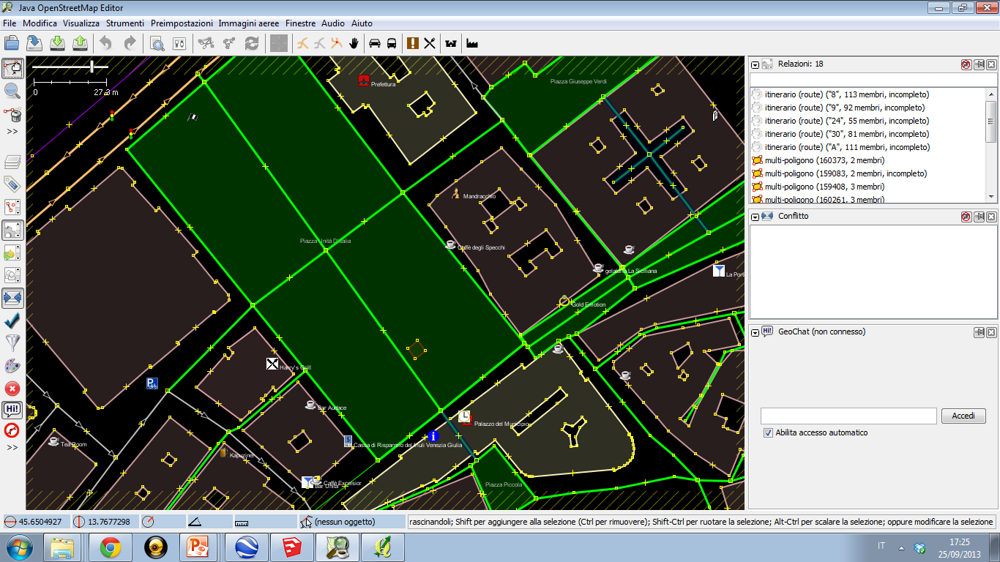 Java OpenStreetMap Editor
File Modifica Visualizza Strumenti Preimpostazioni Immagini aeree Finestre Audio Aiuto
0 27,3 m
>>
>>
Prefettura
Piazza Giuseppe Verdi
Mandracchio
Piazza Unità D'Italia
Caffè degli Specchi
gelateria La Siciliana
La Porti
Gold Emotion
Harry's Grill
Bar Audace
Palazzo del Municipio
Cassa di Risparmio del friuli Venezia Giulia
Tea Room
Kapuziner
Caffè Excelsior
Bar Unità
Piazza Piccola
Relazioni: 18
itinerario (route) ("8", 113 membri, incompleto)
itinerario (route) ("9", 92 membri, incompleto)
itinerario (route) ("24", 55 membri, incompleto)
itinerario (route) ("30", 81 membri, incompleto)
itinerario (route) ("A", 111 membri, incompleto)
multi-poligono (160373, 2 membri)
multi-poligono (159083, 2 membri, incompleto)
multi-poligono (159408, 3 membri)
multi-poligono (160261, 3 membri)
Conflitto
Hi! GeoChat (non connesso)
Accedi
Abilita accesso automatico
Hi!
45.6504927 13.7677298 (nessun oggetto) rascinandoli; Shift per aggiungere alla selezione (Ctrl per rimuovere); Shift-Ctrl per ruotare la selezione; Alt-Ctrl per scalare la selezione; oppure modificare la selezione
IT
17:25
25/09/2013